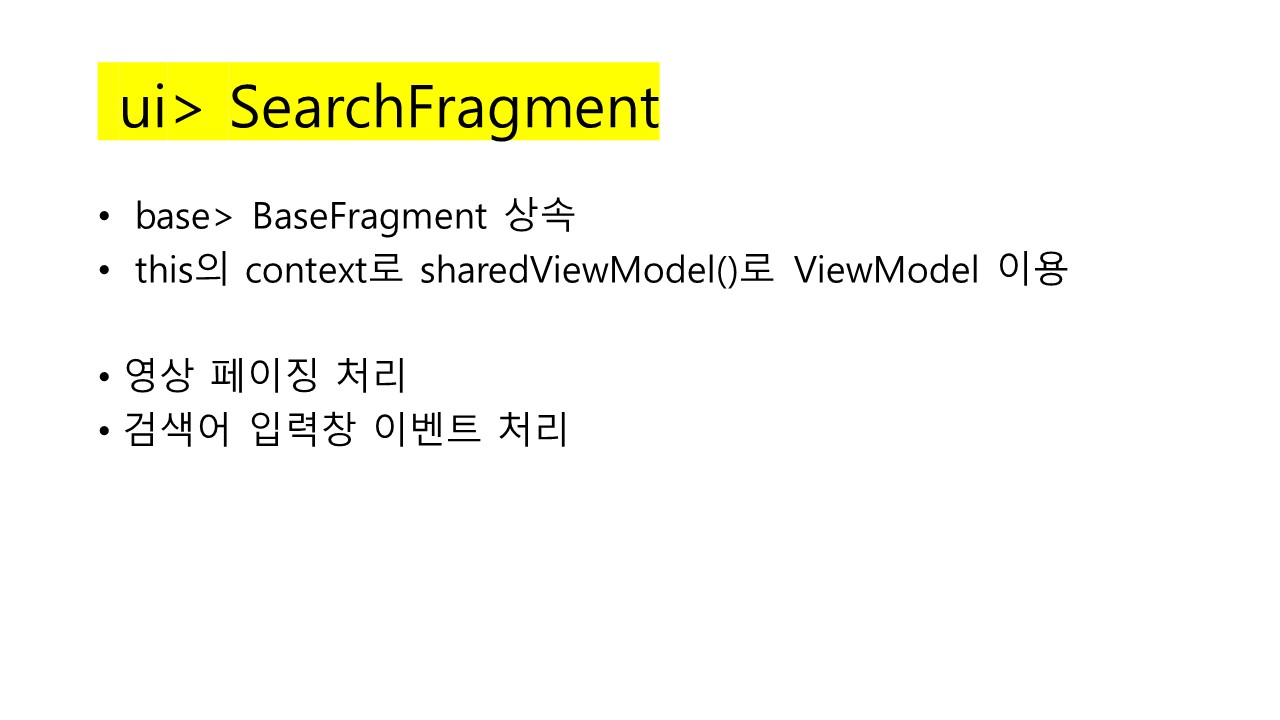 ui> SearchFragment
• base> BaseFragment 상속
• this의 context로 sharedViewModel()로 ViewModel 이용
• 영상 페이징 처리
• 검색어 입력창 이벤트 처리